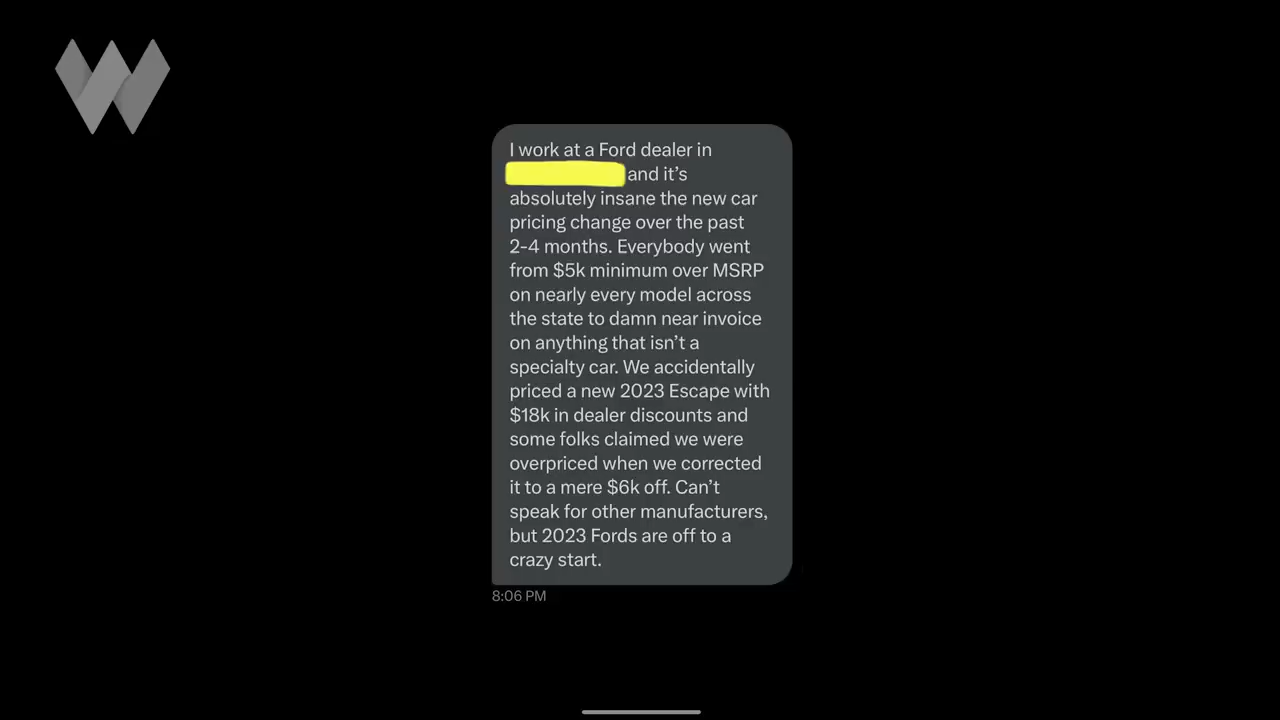 I work at a Ford dealer in
and it's
absolutely insane the new car
pricing change over the past
2-4 months. Everybody went
from $5k minimum over MSRP
on nearly every model across
the state to damn near invoice
on anything that isn't a
specialty car. We accidentally
priced a new 2023 Escape with
$18k in dealer discounts and
some folks claimed we were
overpriced when we corrected
it to a mere $6k off. Can't
speak for other manufacturers,
but 2023 Fords are off to a
crazy start.
8:06 PM